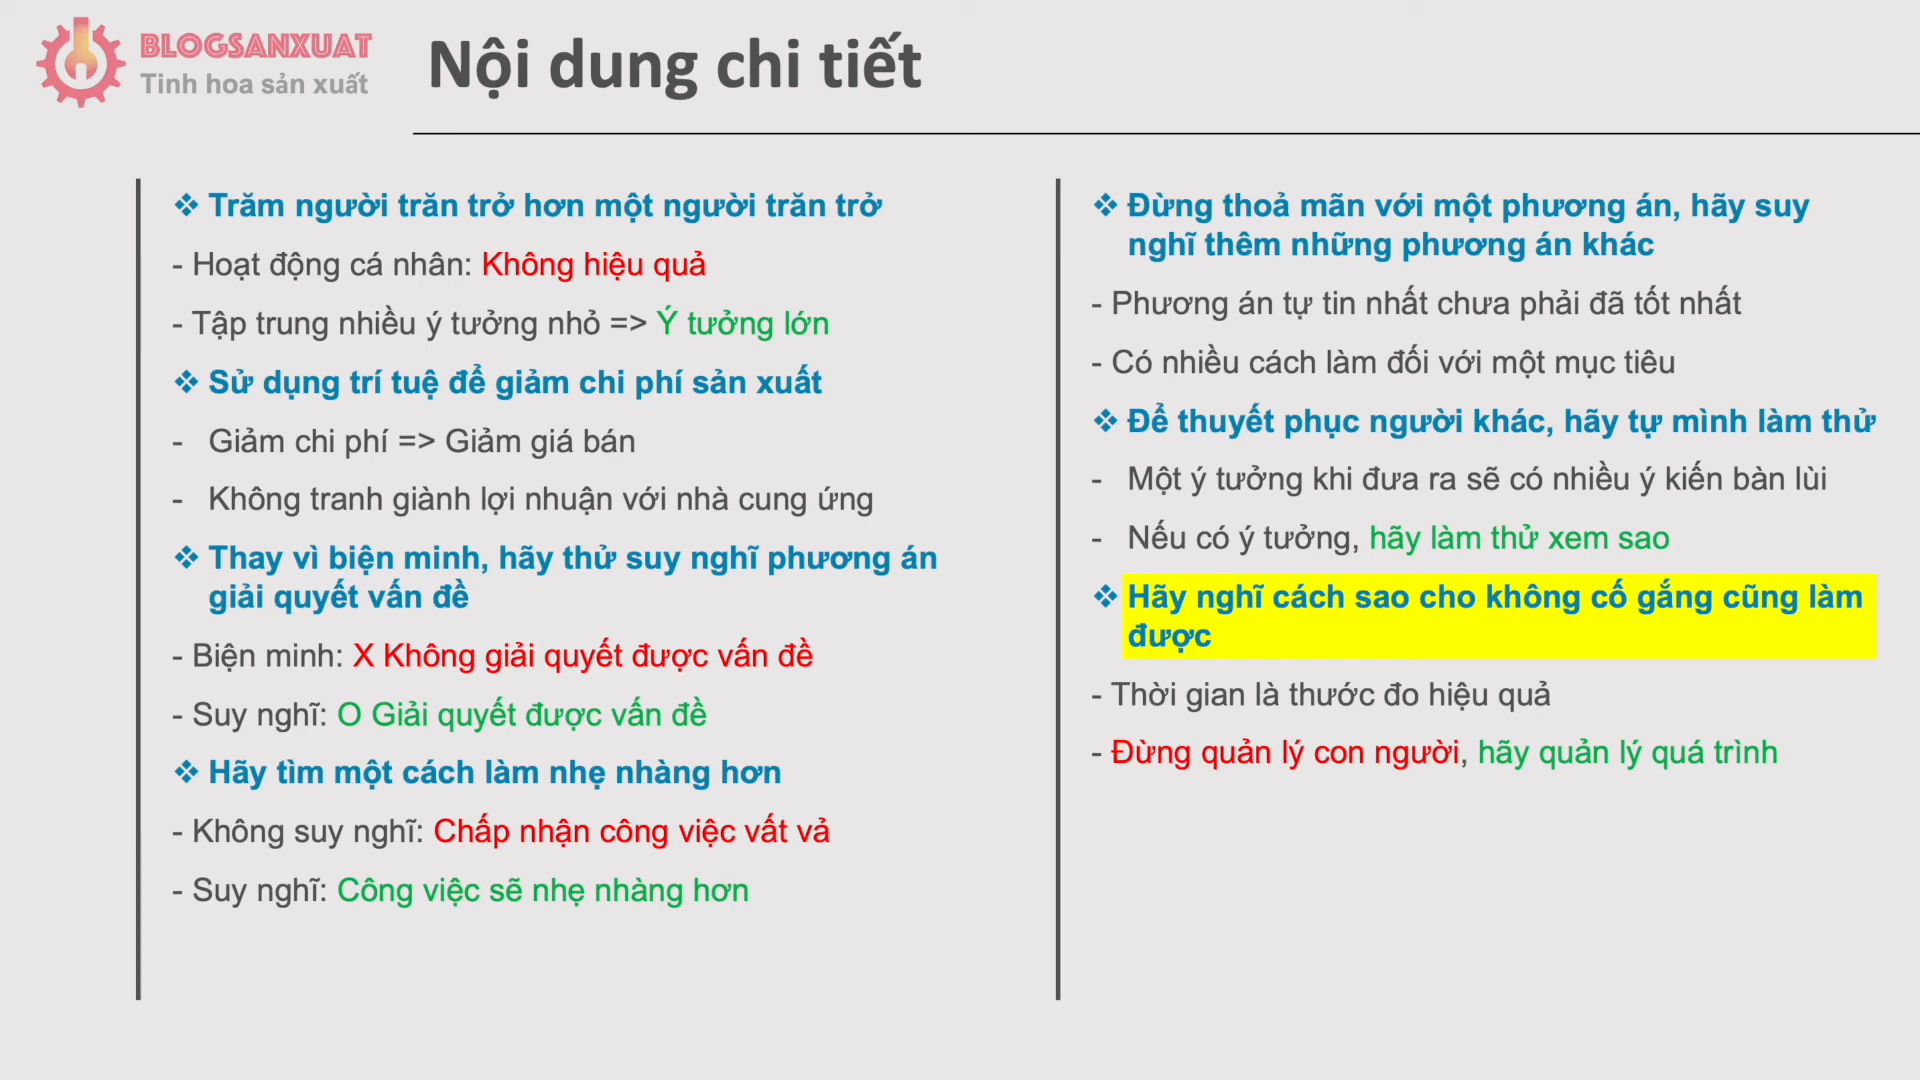 BLOGSANXUAT
Tinh hoa sản xuất
Nội dung chi tiết
❖ Trăm người trăn trở hơn một người trăn trở
- Hoạt động cá nhân: Không hiệu quả
- Tập trung nhiều ý tưởng nhỏ => Ý tưởng lớn
❖ Sử dụng trí tuệ để giảm chi phí sản xuất
- Giảm chi phí => Giảm giá bán
- Không tranh giành lợi nhuận với nhà cung ứng
❖ Thay vì biện minh, hãy thử suy nghĩ phương án
giải quyết vấn đề
- Biện minh: X Không giải quyết được vấn đề
- Suy nghĩ: O Giải quyết được vấn đề
❖ Hãy tìm một cách làm nhẹ nhàng hơn
- Không suy nghĩ: Chấp nhận công việc vất vả
- Suy nghĩ: Công việc sẽ nhẹ nhàng hơn
❖ Đừng thoả mãn với một phương án, hãy suy
nghĩ thêm những phương án khác
- Phương án tự tin nhất chưa phải đã tốt nhất
- Có nhiều cách làm đối với một mục tiêu
❖ Để thuyết phục người khác, hãy tự mình làm thử
- Một ý tưởng khi đưa ra sẽ có nhiều ý kiến bàn lùi
- Nếu có ý tưởng, hãy làm thử xem sao
❖ Hãy nghĩ cách sao cho không cố gắng cũng làm
được
- Thời gian là thước đo hiệu quả
- Đừng quản lý con người, hãy quản lý quá trình